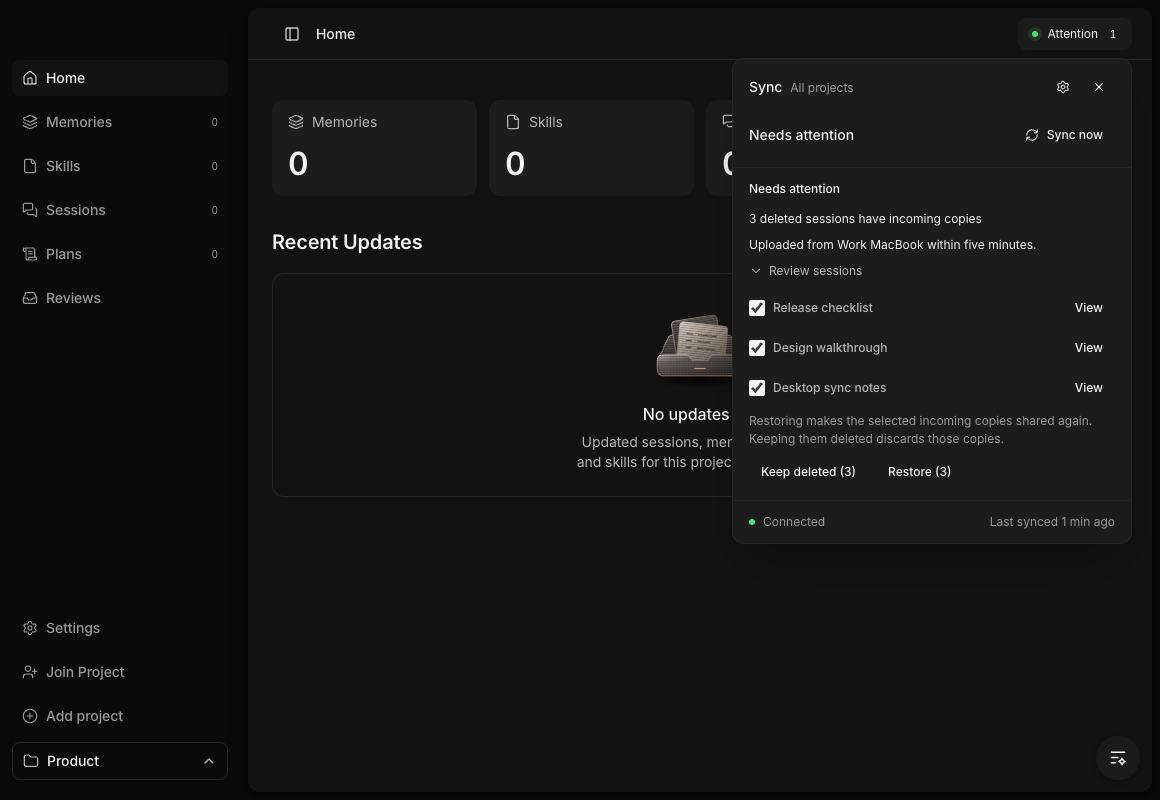 Home
Attention 1
Home
Memories 0
Skills 0
Sessions 0
Plans 0
Reviews
Settings
Join Project
Add project
Product
Memories
0
Skills
0
Recent Updates
No updates
Updated sessions,
and skills for this
Sync All projects
Needs attention
Sync now
Needs attention
3 deleted sessions have incoming copies
Uploaded from Work MacBook within five minutes.
Review sessions
Release checklist View
Design walkthrough View
Desktop sync notes View
Restoring makes the selected incoming copies shared again.
Keeping them deleted discards those copies.
Keep deleted (3) Restore (3)
Connected Last synced 1 min ago